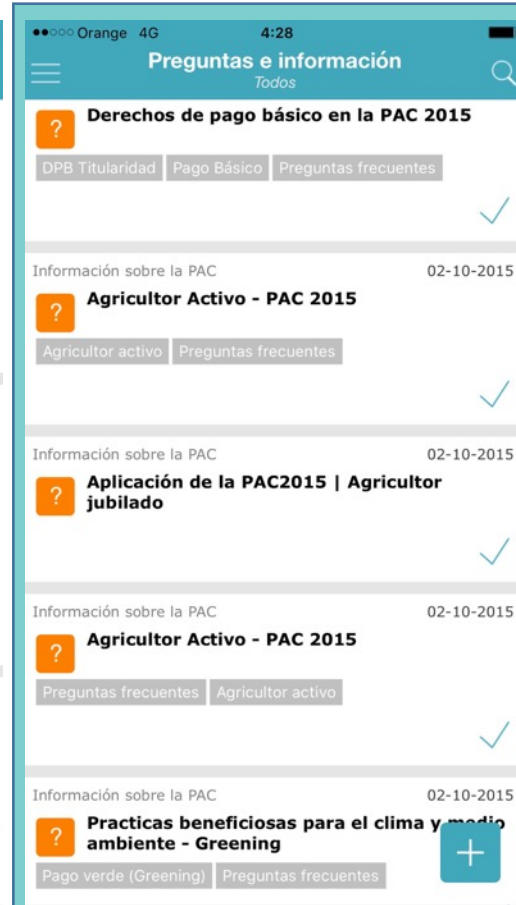 Orange 4G 4:28
Preguntas e información
Todos
? Derechos de pago básico en la PAC 2015
DPB Titularidad Pago Básico Preguntas frecuentes
Información sobre la PAC 02-10-2015
? Agricultor Activo - PAC 2015
Agricultor activo Preguntas frecuentes
Información sobre la PAC 02-10-2015
? Aplicación de la PAC2015 | Agricultor
jubilado
Información sobre la PAC 02-10-2015
? Agricultor Activo - PAC 2015
Preguntas frecuentes Agricultor activo
Información sobre la PAC 02-10-2015
? Practicas beneficiosas para el clima y medio
ambiente - Greening
+
Pago verde (Greening) Preguntas frecuentes